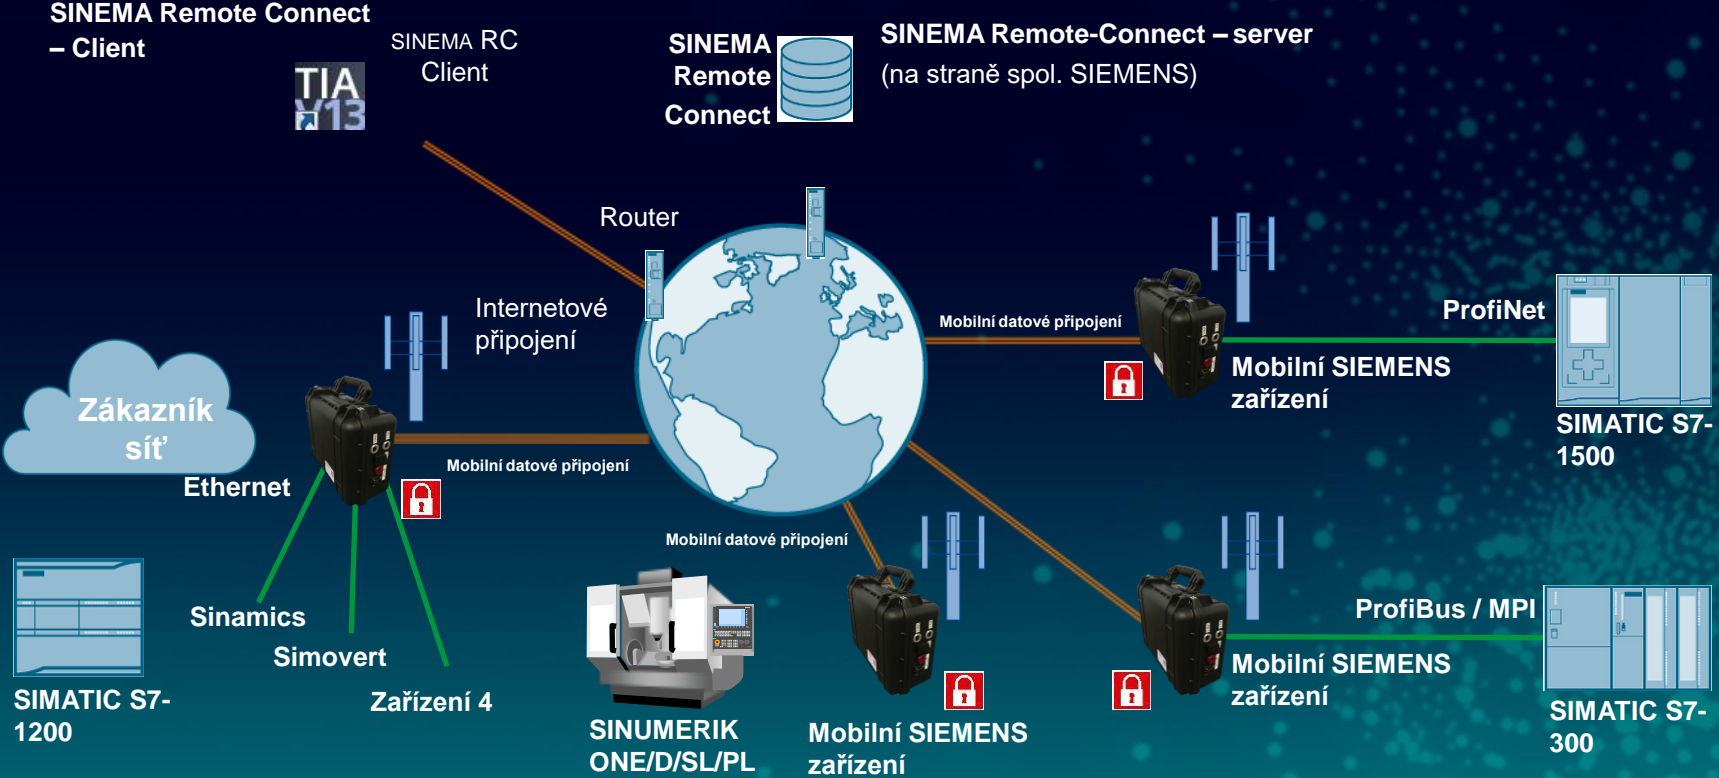 SINEMA Remote Connect
– Client
SINEMA RC
Client
TIA
V13
SINEMA
Remote
Connect
SINEMA Remote-Connect – server
(na straně spol. SIEMENS)
Router
Internetové
připojení
Mobilní datové připojení
ProfiNet
Mobilní SIEMENS
zařízení
SIMATIC S7-
1500
Zákazník
síť
Ethernet
Mobilní datové připojení
Mobilní datové připojení
Sinamics
Simovert
Zařízení 4
SIMATIC S7-
1200
SINUMERIK
ONE/D/SL/PL
Mobilní SIEMENS
zařízení
ProfiBus / MPI
Mobilní SIEMENS
zařízení
SIMATIC S7-
300